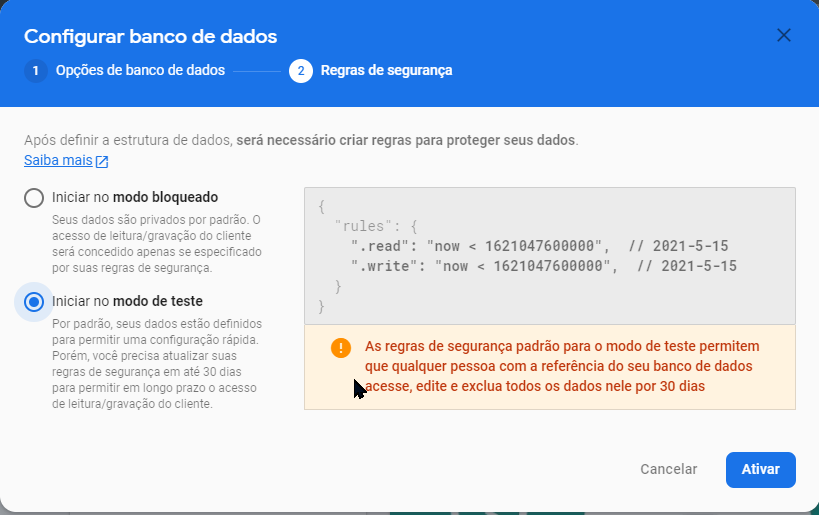 Configurar banco de dados
1 Opções de banco de dados
2 Regras de segurança
Após definir a estrutura de dados, será necessário criar regras para proteger seus dados.
Saiba mais
Iniciar no modo bloqueado
Seus dados são privados por padrão. O
acesso de leitura/gravação do cliente
será concedido apenas se especificado
por suas regras de segurança.
Iniciar no modo de teste
Por padrão, seus dados estão definidos
para permitir uma configuração rápida.
Porém, você precisa atualizar suas
regras de segurança em até 30 dias
para permitir em longo prazo o acesso
de leitura/gravação do cliente.
{
"rules": {
".read": "now < 1621047600000", // 2021-5-15
".write": "now < 1621047600000", // 2021-5-15
}
}
As regras de segurança padrão para o modo de teste permitem
que qualquer pessoa com a referência do seu banco de dados
acesse, edite e exclua todos os dados nele por 30 dias
Cancelar
Ativar